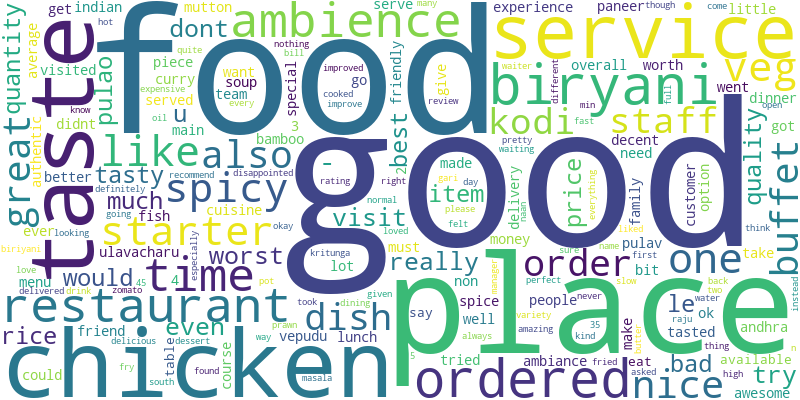 food
good
place
chicken
taste
service
biryani
ambience
restaurant
starter
spicy
time
ordered
order
buffet
staff
kodi
veg
like
also
great
quantity
get
indian
average
visited
dont
mutton
serve
many
experience
paneer
though
come
little
hot
quite
nothing
bill
improved
go
cooked
improve
friendly
give
review
waiter
different
overall
min
fast
worth
full
went
dinner
open
got
piece
curry
served
u
main
want
soup
team
expensive
every
oil
special
3
bamboo
best
2
pulao
know
didnt
authentic
better
tasty
definitely
recommend
disappointed
going
much
fish
cuisine
okay
ever
looking
ulavacharu
biriyani
love
menu
would
worst
especially
delivered
drink
zomato
45
4
pot
lot
kritunga
rating
-
right
normal
loved
visit
must
made
item
gari
day
please
felt
delivery
naan
pretty
waiting
decent
need
price
everything
liked
family
customer
option
quality
think
instead
one
take
money
pulav
name
first
sure
bit
really
non
spice
manager
perfect
people
never
slow
back
two
le
water
ok
raju
andhra
tasted
thing
say
well
always
variety
amazing
35
kind
make
butter
took
dining
given
dish
rice
friend
even
prawn
vepudu
lunch
way
delicious
dessert
table
course
could
fry
south
found
masala
5
tried
ambiance
fried
eat
asked
nice
bad
high
available
try
n
awesome